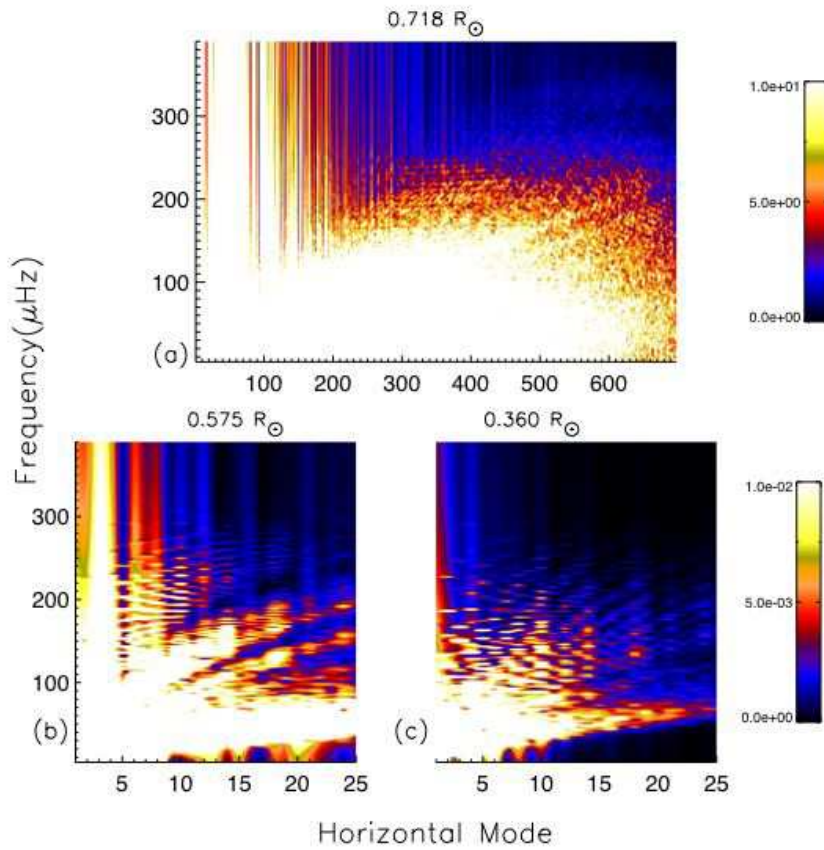 0.718 R⊙
300
200
100
(a)
100 200 300 400 500 600
1.0e+01
5.0e+00
0.0e+00
Frequency(μHz)
0.575 R⊙
0.360 R⊙
300
200
100
(b)
(c)
5 10 15 20 25
5 10 15 20 25
1.0e-02
5.0e-03
0.0e+00
Horizontal Mode